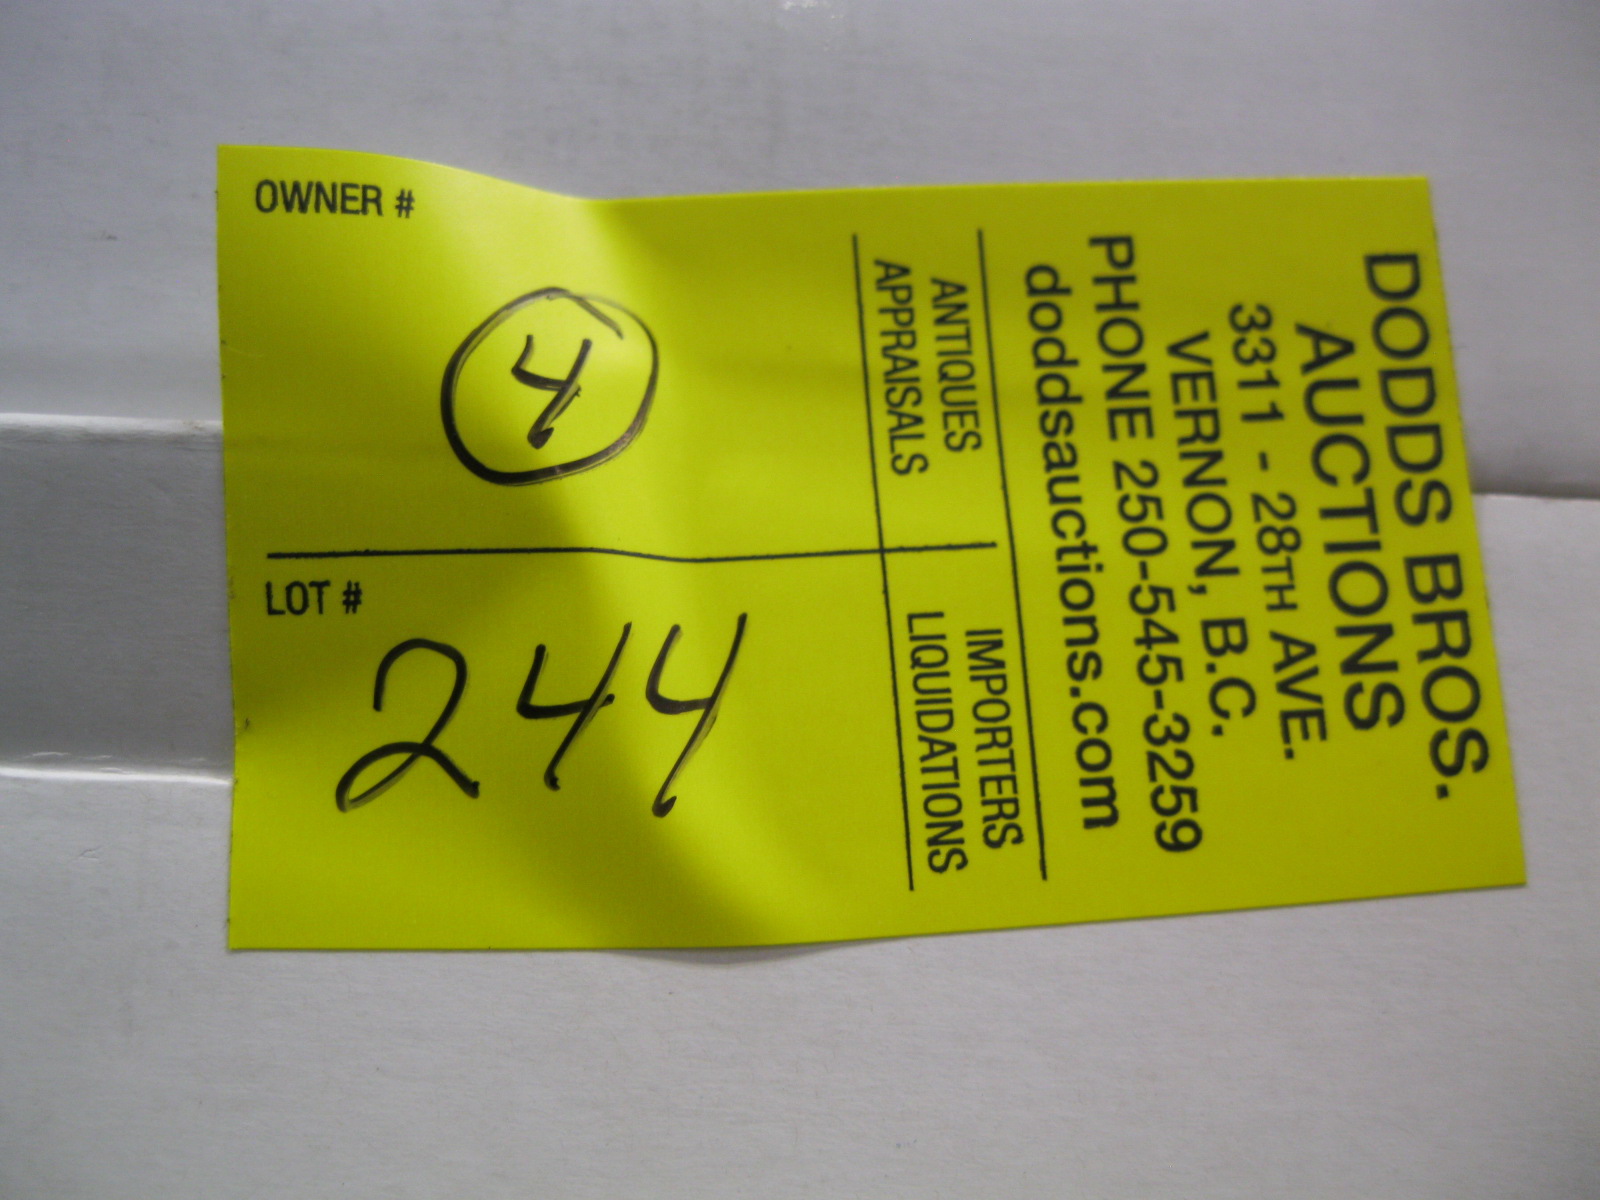 DODDS BROS.
AUCTIONS
3311 - 28TH AVE.
VERNON, B.C.
PHONE 250-545-3259
doddsauctions.com
ANTIQUES
APPRAISALS
IMPORTERS
LIQUIDATIONS
OWNER #
4
LOT #
244